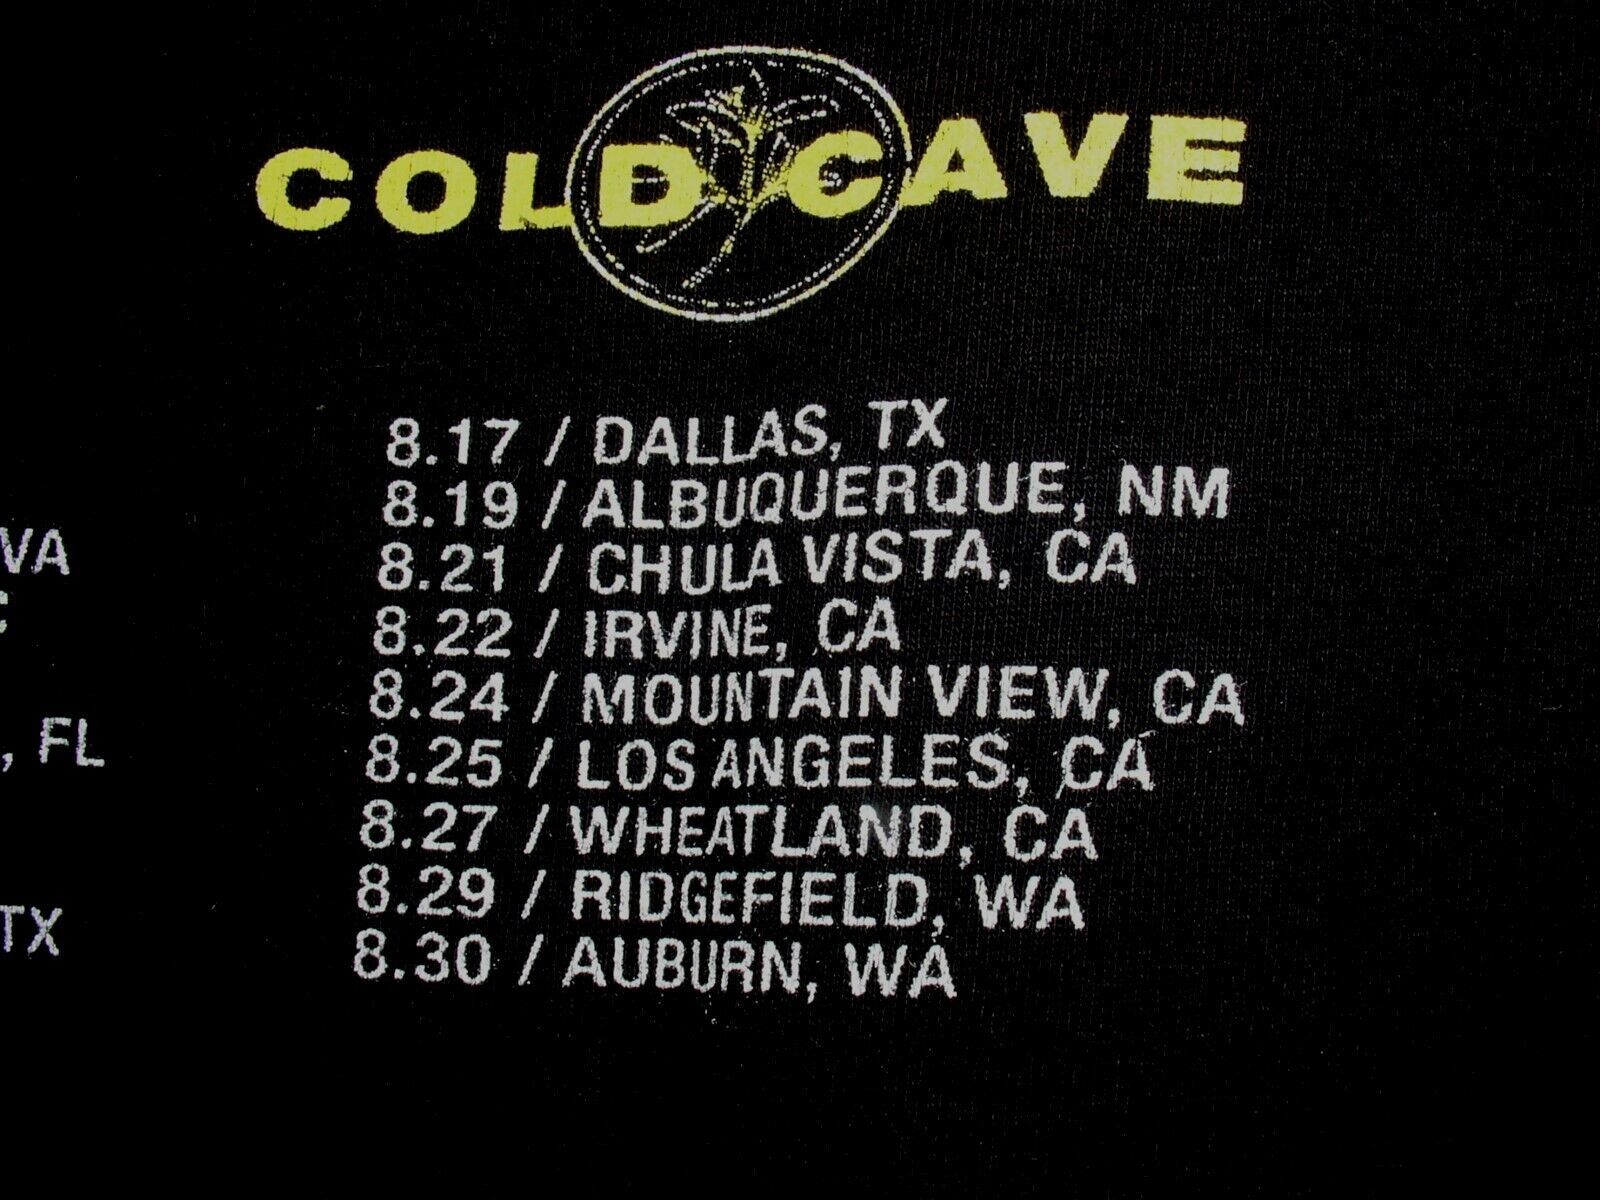 COLD CAVE
8.17 / DALLAS, TX
8.19 / ALBUQUERQUE, NM
8.21 / CHULA VISTA, CA
8.22 / IRVINE, CA
8.24 / MOUNTAIN VIEW, CA
8.25 / LOS ANGELES, CA
8.27 / WHEATLAND, CA
8.29 / RIDGEFIELD, WA
8.30 / AUBURN, WA
VA
, FL
TX